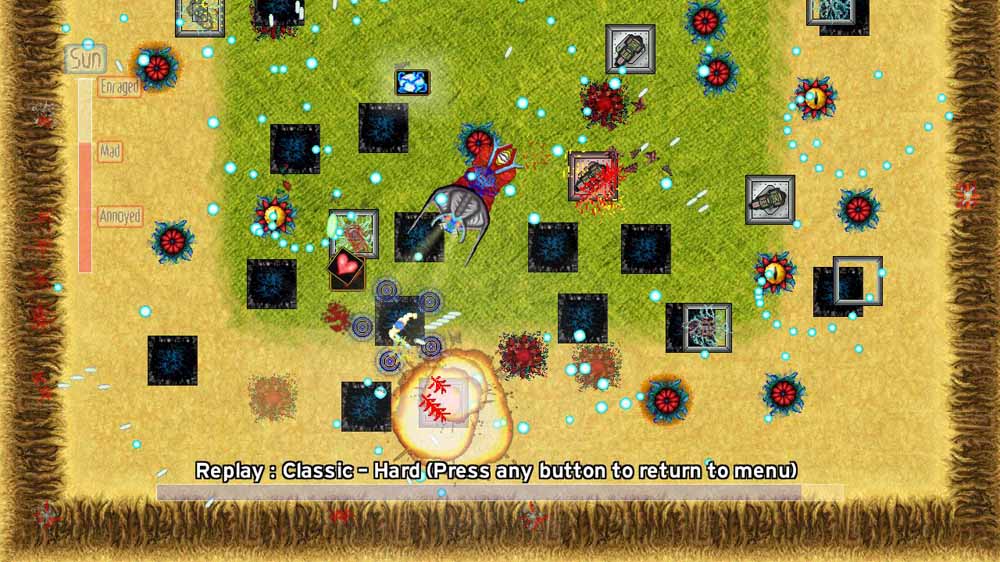 Sun
Enraged
Mad
Annoyed
Replay : Classic - Hard (Press any button to return to menu)